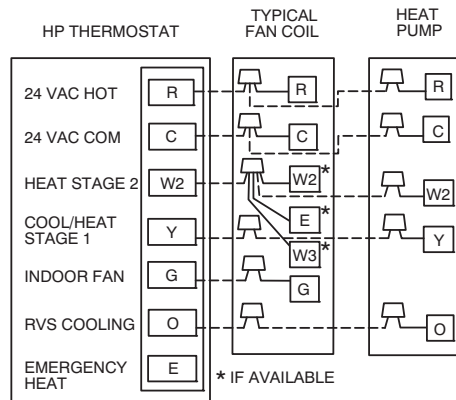 HP THERMOSTAT
TYPICAL
FAN COIL
HEAT
PUMP
24 VAC HOT R R R
24 VAC COM C C C
HEAT STAGE 2 W2 W2 * W2
E *
COOL/HEAT
STAGE 1 Y W3 * Y
INDOOR FAN G G
RVS COOLING O O
EMERGENCY
HEAT E
* IF AVAILABLE